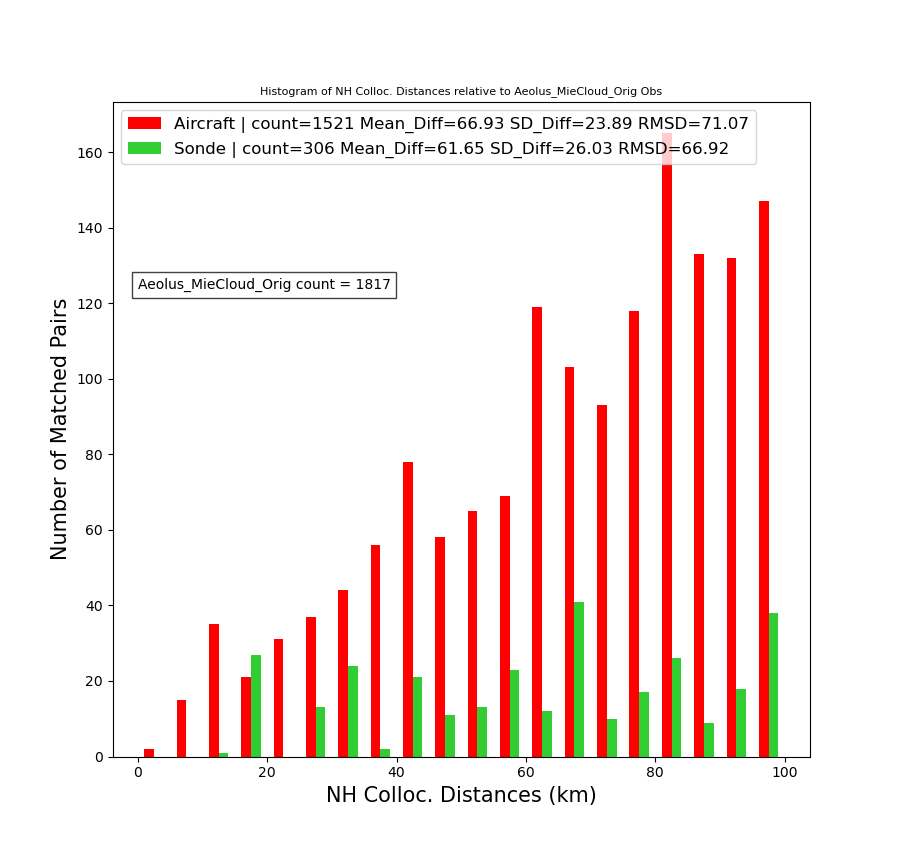 Histogram of NH Colloc. Distances relative to Aeolus_MieCloud_Orig Obs
Aircraft | count=1521 Mean_Diff=66.93 SD_Diff=23.89 RMSD=71.07
Sonde | count=306 Mean_Diff=61.65 SD_Diff=26.03 RMSD=66.92
Aeolus_MieCloud_Orig count = 1817
Number of Matched Pairs
160
140
120
100
80
60
40
20
0
0 20 40 60 80 100
NH Colloc. Distances (km)